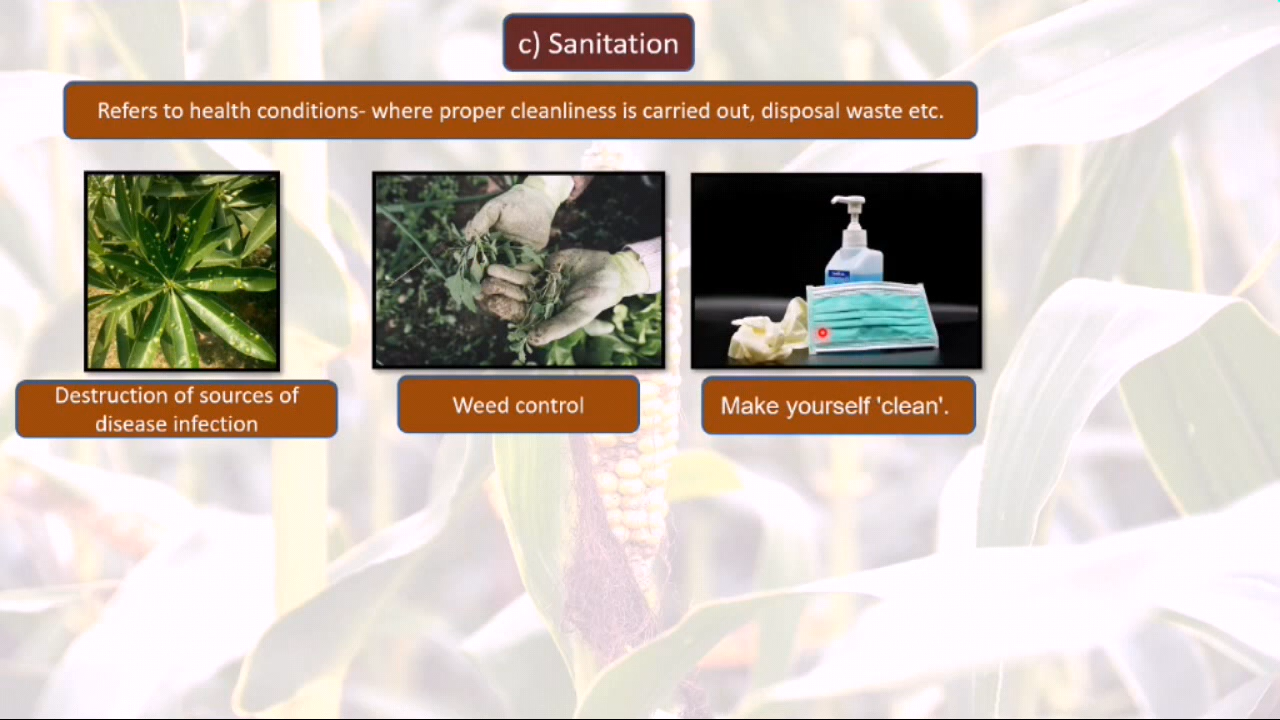 c) Sanitation
Refers to health conditions- where proper cleanliness is carried out, disposal waste etc.
Destruction of sources of
disease infection
Weed control
Make yourself 'clean'.